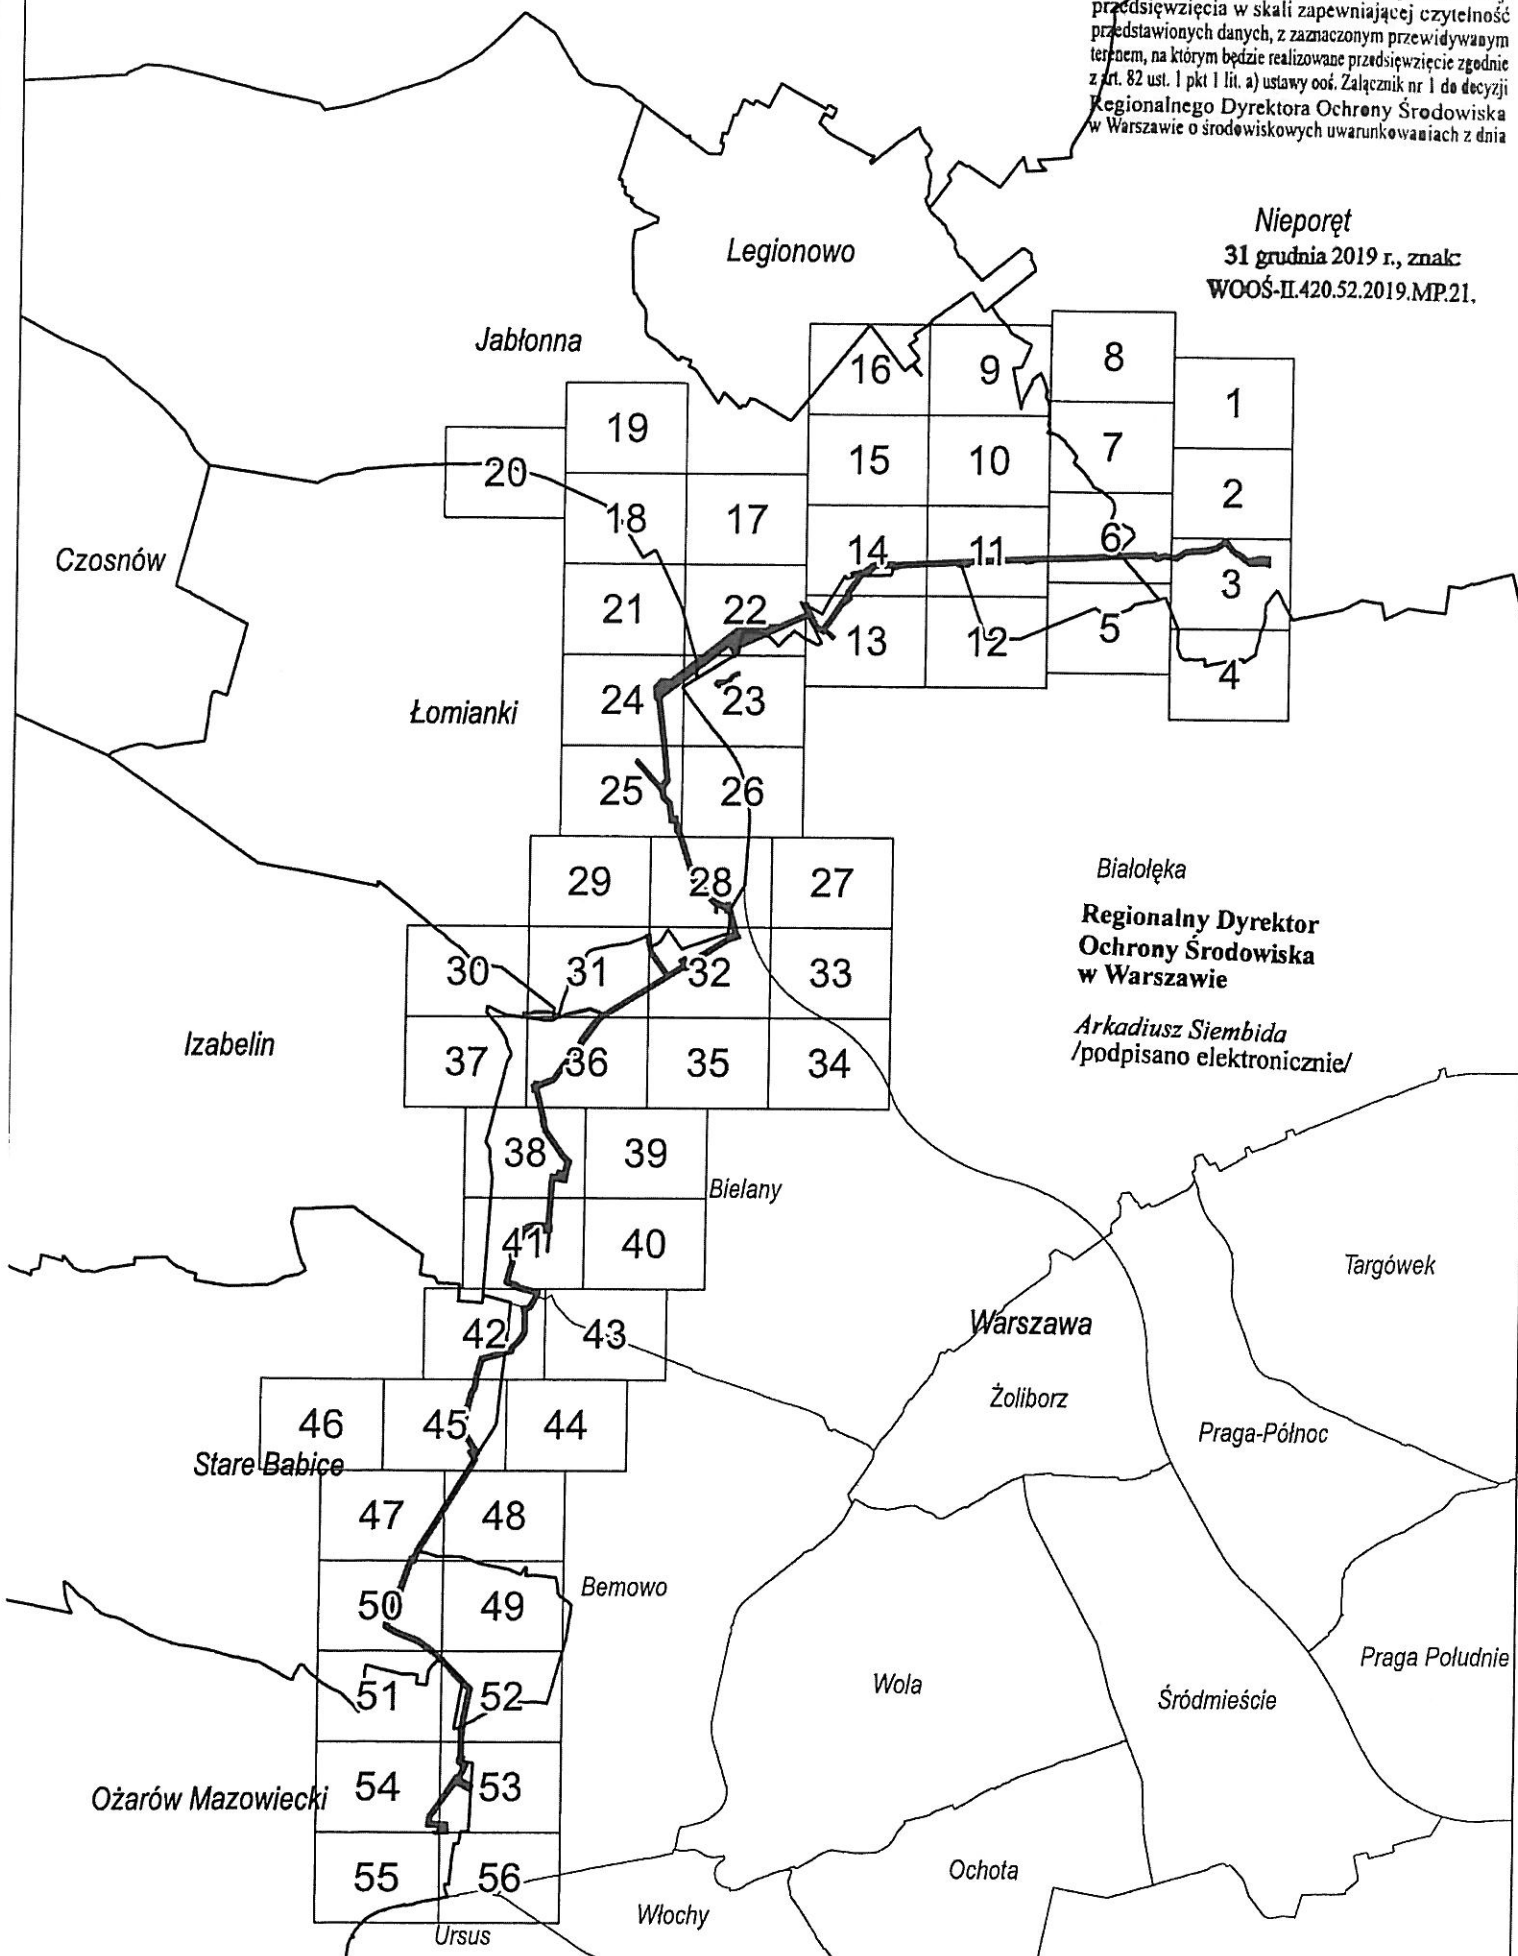 przedsięwzięcia w skali zapewniającej czytelność
przedstawionych danych, z zaznaczonym przewidywanym
terenem, na którym będzie realizowane przedsięwzięcie zgodnie
z art. 82 ust. 1 pkt 1 lit. a) ustawy ooś. Załącznik nr 1 do decyzji
Regionalnego Dyrektora Ochrony Środowiska
w Warszawie o środowiskowych uwarunkowaniach z dnia
Nieporęt
31 grudnia 2019 r., znak:
WOOŚ-II.420.52.2019.MP.21.
Legionowo
Jabłonna
16
9
8
1
19
15
10
7
20
2
18
17
14
11
6
Czosnów
3
21
22
13
12
5
4
24
23
Łomianki
25
26
29
28
27
Białołęka
Regionalny Dyrektor
Ochrony Środowiska
w Warszawie
Arkadiusz Siembida
/podpisano elektronicznie/
30
31
32
33
Izabelin
37
36
35
34
38
39
Bielany
41
40
Targówek
42
43
Warszawa
Żoliborz
46
45
44
Praga-Północ
Stare Babice
47
48
Bemowo
50
49
Praga Południe
51
52
Wola
Śródmieście
Ożarów Mazowiecki
54
53
55
56
Ochota
Włochy
Ursus